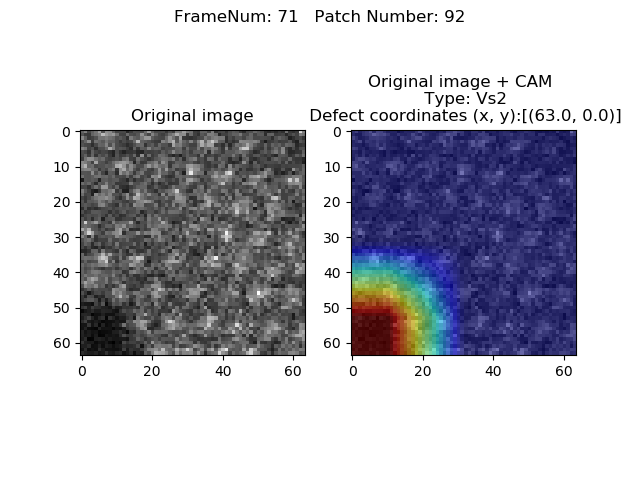 FrameNum: 71   Patch Number: 92
Original image
0
10
20
30
40
50
60
0 20 40 60
Original image + CAM
Type: Vs2
Defect coordinates (x, y):[(63.0, 0.0)]
0
10
20
30
40
50
60
0 20 40 60